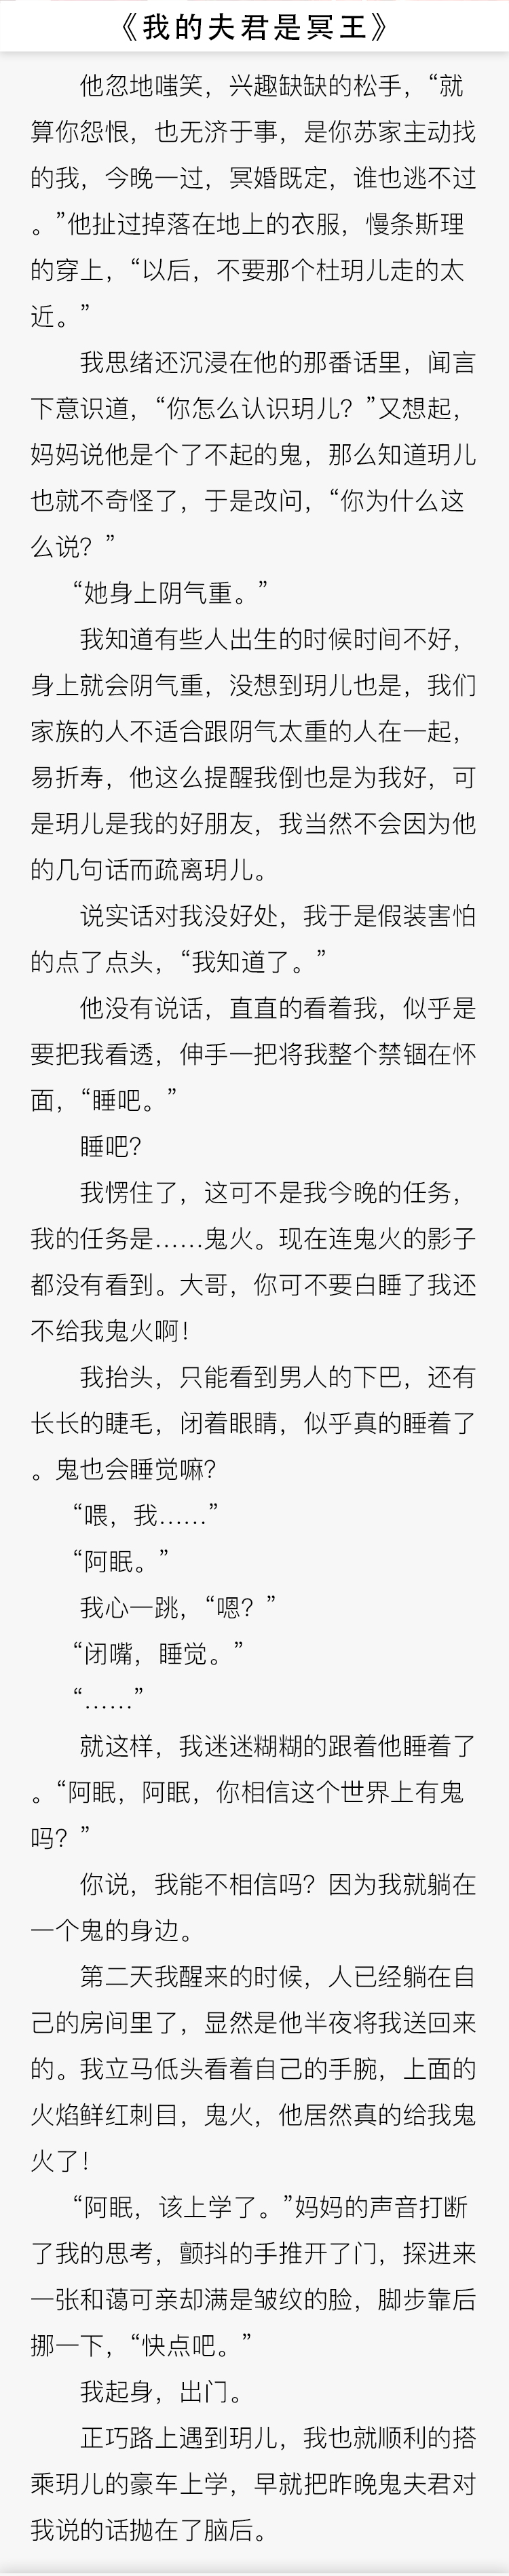 《我的夫君是冥王》
他忽地嗤笑，兴趣缺缺的松手，“就
算你怨恨，也无济于事，是你苏家主动找
的我，今晚一过，冥婚既定，谁也逃不过
。”他扯过掉落在地上的衣服，慢条斯理
的穿上，“以后，不要那个杜玥儿走的太
近。”
我思绪还沉浸在他的那番话里，闻言
下意识道，“你怎么认识玥儿？”又想起，
妈妈说他是个了不起的鬼，那么知道玥儿
也就不奇怪了，于是改问，“你为什么这
么说？”
“她身上阴气重。”
我知道有些人出生的时候时间不好，
身上就会阴气重，没想到玥儿也是，我们
家族的人不适合跟阴气太重的人在一起，
易折寿，他这么提醒我倒也是为我好，可
是玥儿是我的好朋友，我当然不会因为他
的几句话而疏离玥儿。
说实话对我没好处，我于是假装害怕
的点了点头，“我知道了。”
他没有说话，直直的看着我，似乎是
要把我看透，伸手一把将我整个禁锢在怀
面，“睡吧。”
睡吧？
我愣住了，这可不是我今晚的任务，
我的任务是……鬼火。现在连鬼火的影子
都没有看到。大哥，你可不要白睡了我还
不给我鬼火啊！
我抬头，只能看到男人的下巴，还有
长长的睫毛，闭着眼睛，似乎真的睡着了
。鬼也会睡觉嘛？
“喂，我……”
“阿眠。”
我心一跳，“嗯？”
“闭嘴，睡觉。”
“……”
就这样，我迷迷糊糊的跟着他睡着了
。“阿眠，阿眠，你相信这个世界上有鬼
吗？”
你说，我能不相信吗？因为我就躺在
一个鬼的身边。
第二天我醒来的时候，人已经躺在自
己的房间里了，显然是他半夜将我送回来
的。我立马低头看着自己的手腕，上面的
火焰鲜红刺目，鬼火，他居然真的给我鬼
火了！
“阿眠，该上学了。”妈妈的声音打断
了我的思考，颤抖的手推开了门，探进来
一张和蔼可亲却满是皱纹的脸，脚步靠后
挪一下，“快点吧。”
我起身，出门。
正巧路上遇到玥儿，我也就顺利的搭
乘玥儿的豪车上学，早就把昨晚鬼夫君对
我说的话抛在了脑后。